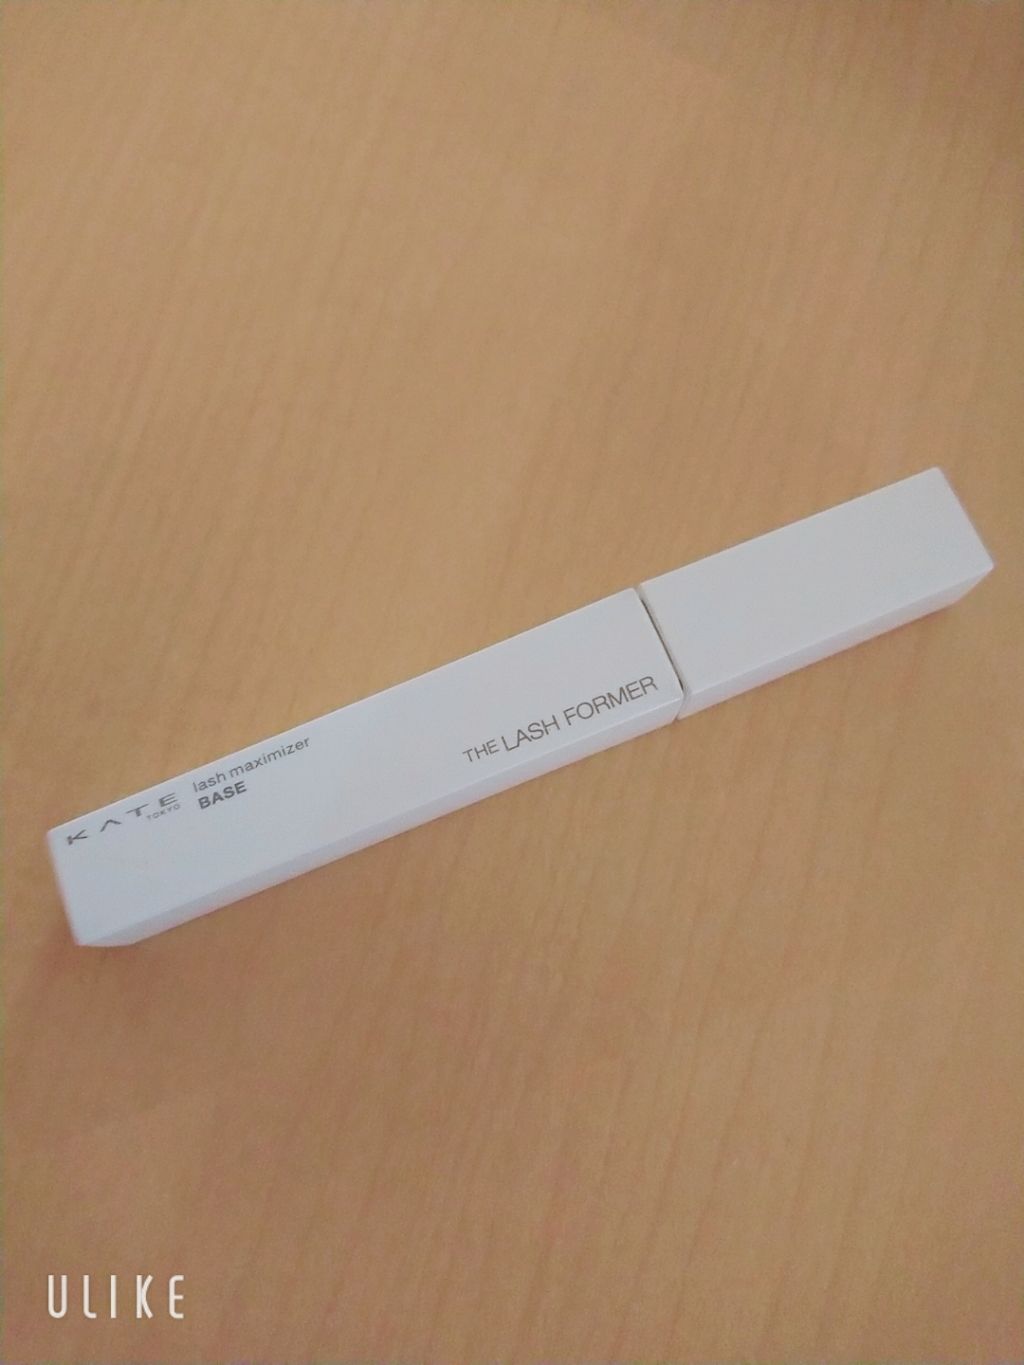 KATE
TOKYO
lash maximizer
BASE
THE LASH FORMER
ULIKE